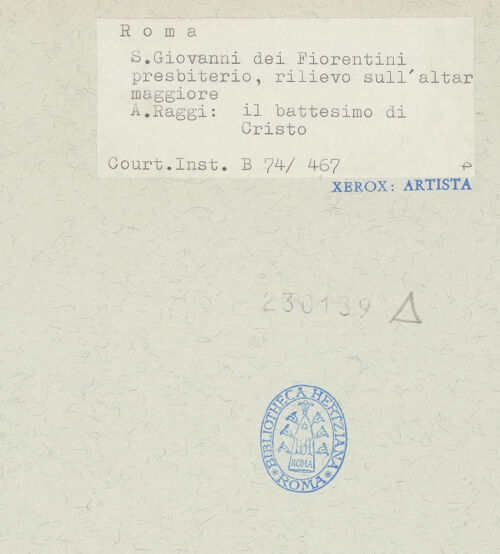 Roma
S.Giovanni dei Fiorentini
presbiterio, rilievo sull'altar
maggiore
A.Raggi: il battesimo di
Cristo
Court.Inst. B 74/ 467
XEROX: ARTISTA
230139
BIBLIOTHECA HERTZIANA
ROMA
ROMA